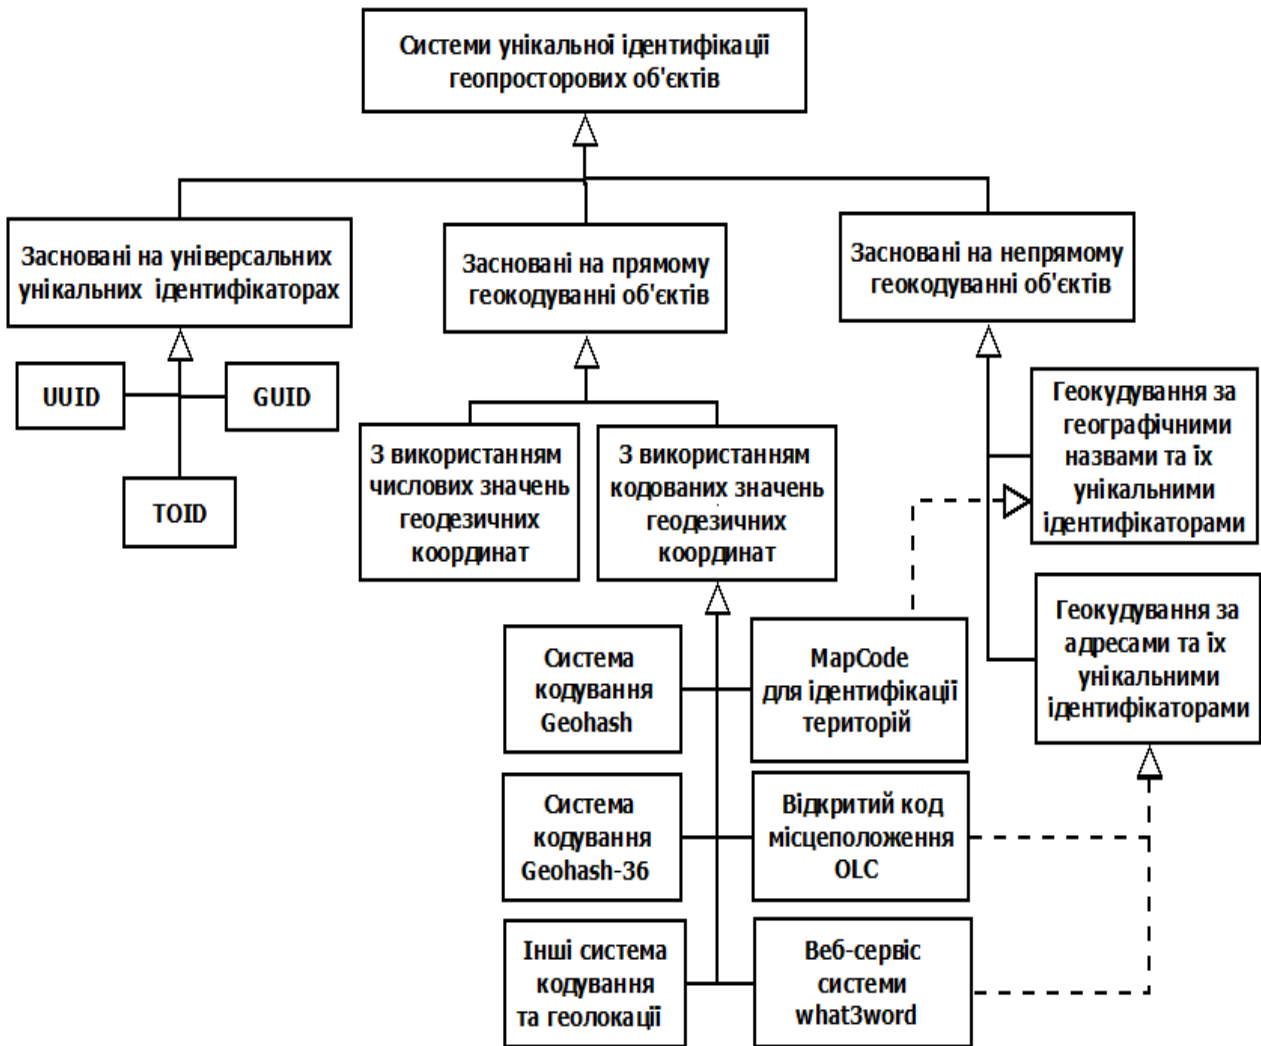 Системи унікальної ідентифікації
геопросторових об'єктів
Засновані на універсальних
унікальних ідентифікаторах
Засновані на прямому
геокодуванні об'єктів
Засновані на непрямому
геокодуванні об'єктів
UUID
GUID
TOID
З використанням
числових значень
геодезичних
координат
З використанням
кодованих значень
геодезичних
координат
Геокудування за
географічними
назвами та їх
унікальними
ідентифікаторами
Геокудування за
адресами та їх
унікальними
ідентифікаторами
Система
кодування
Geohash
MapCode
для ідентифікації
територій
Система
кодування
Geohash-36
Відкритий код
місцеположення
OLC
Інші система
кодування
та геолокації
Веб-сервіс
системи
what3word